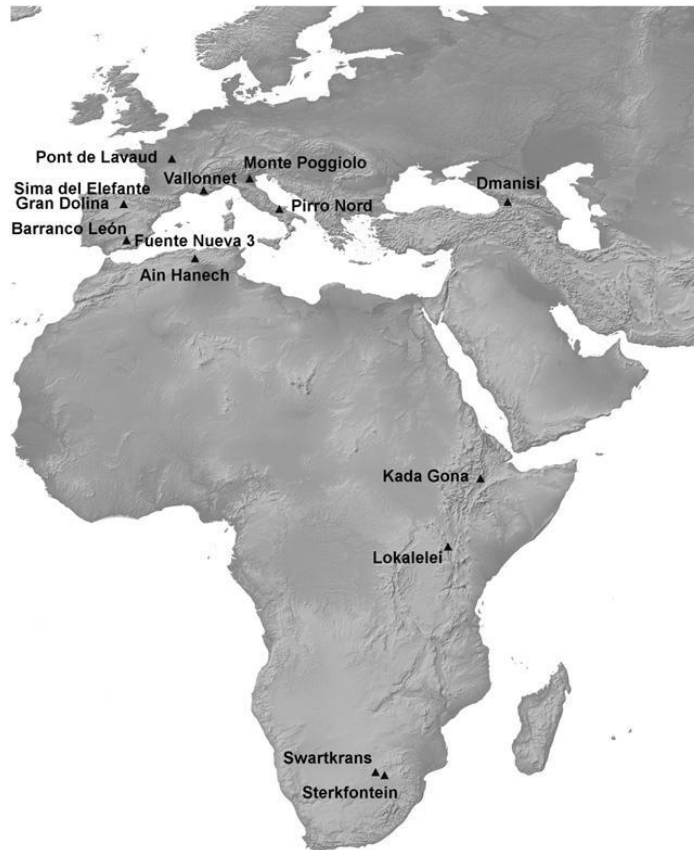 Pont de Lavaud
Monte Poggiolo
Vallonnet
Dmanisi
Sima del Elefante
Gran Dolina
Pirro Nord
Barranco León
Fuente Nueva 3
Ain Hanech
Kada Gona
Lokalelei
Swartkrans
Sterkfontein